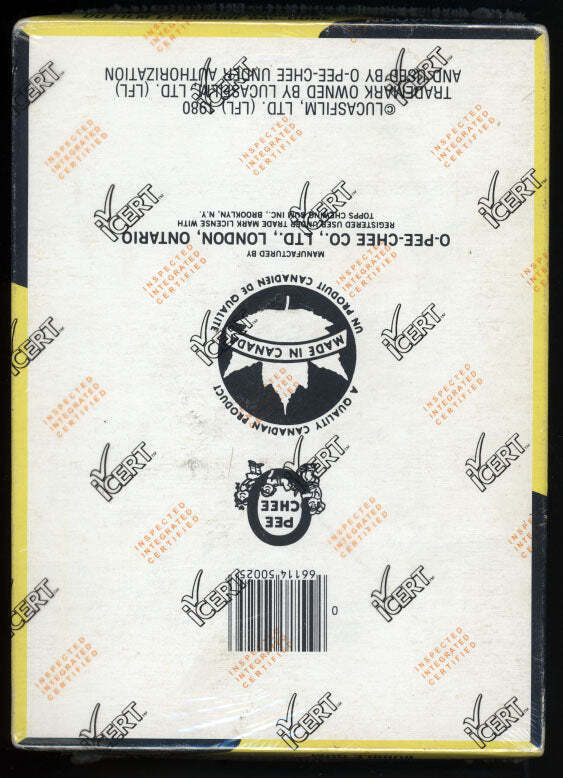 0 66114 50025
O PEE CHEE
A QUALITY CANADIAN PRODUCT
MADE IN CANADA
UN PRODUIT CANADIEN DE QUALITÉ
MANUFACTURED BY
O-PEE-CHEE CO., LTD., LONDON, ONTARIO
REGISTERED USER UNDER TRADE MARK LICENSE WITH
TOPPS CHEWING GUM INC., BROOKLYN, N.Y.
©LUCASFILM, LTD. (LFL) 1980
TRADEMARK OWNED BY LUCASFILM LTD. (LFL)
AND USED BY O-PEE-CHEE UNDER AUTHORIZATION
iCERT™
INSPECTED
INTEGRATED
CERTIFIED